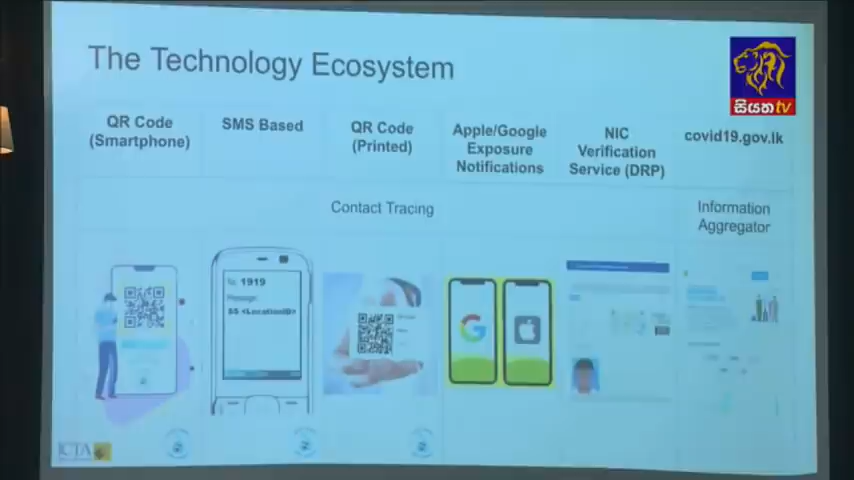 The Technology Ecosystem
සියත tv
QR Code
(Smartphone)
SMS Based
QR Code
(Printed)
Apple/Google
Exposure
Notifications
NIC
Verification
Service (DRP)
covid19.gov.lk
Contact Tracing
Information
Aggregator
To: 1919
Message:
SS <LocationID>
ICTA